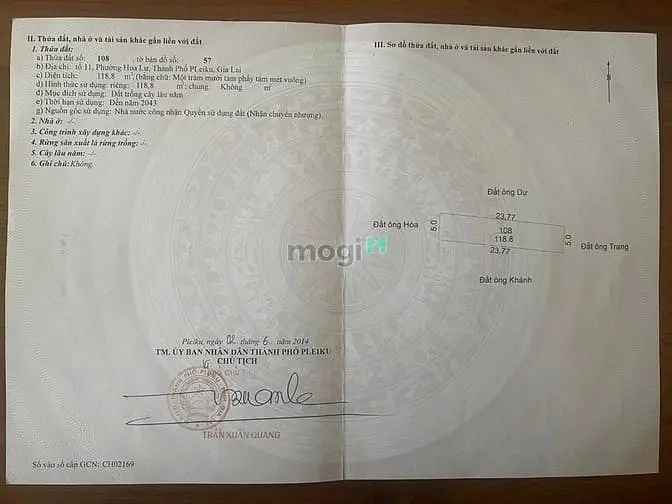 II. Thửa đất, nhà ở và tài sản khác gắn liền với đất
1. Thửa đất:
a) Thửa đất số: 108 tờ bản đồ số: 57
b) Địa chỉ: tổ 11, Phường Hoa Lư, Thành Phố PLeiku, Gia Lai
c) Diện tích: 118.8 m², (bằng chữ: Một trăm mười tám phẩy tám mét vuông)
d) Hình thức sử dụng: riêng: 118.8 m²; chung: Không m²
đ) Mục đích sử dụng: Đất trồng cây lâu năm
e) Thời hạn sử dụng: Đến năm 2043
g) Nguồn gốc sử dụng: Nhà nước công nhận Quyền sử dụng đất (Nhận chuyển nhượng).
2. Nhà ở: -/-
3. Công trình xây dựng khác: -/-
4. Rừng sản xuất là rừng trồng: -/-
5. Cây lâu năm: -/-
6. Ghi chú: Không.
Pleiku, ngày 02 tháng 6 năm 2014
TM. ỦY BAN NHÂN DÂN THÀNH PHỐ PLEIKU
CHỦ TỊCH
TRẦN XUÂN QUANG
Số vào sổ cấp GCN: CH02169
III. Sơ đồ thửa đất, nhà ở và tài sản khác gắn liền với đất
B
Đất ông Dự
23.77
Đất ông Hòa
5.0
108
118.8
5.0
Đất ông Trang
23.77
Đất ông Khánh
mogi